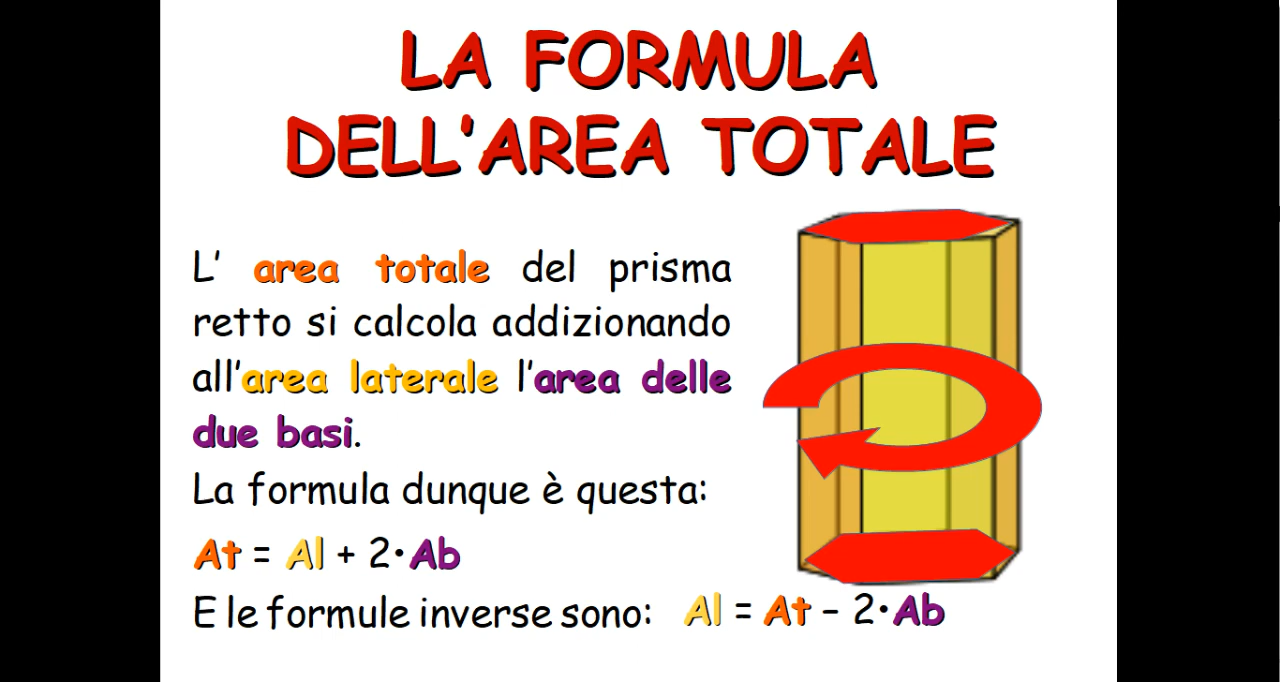 LA FORMULA
DELL'AREA TOTALE
L' area totale del prisma
retto si calcola addizionando
all'area laterale l'area delle
due basi.
La formula dunque è questa:
At = Al + 2•Ab
E le formule inverse sono: Al = At – 2•Ab